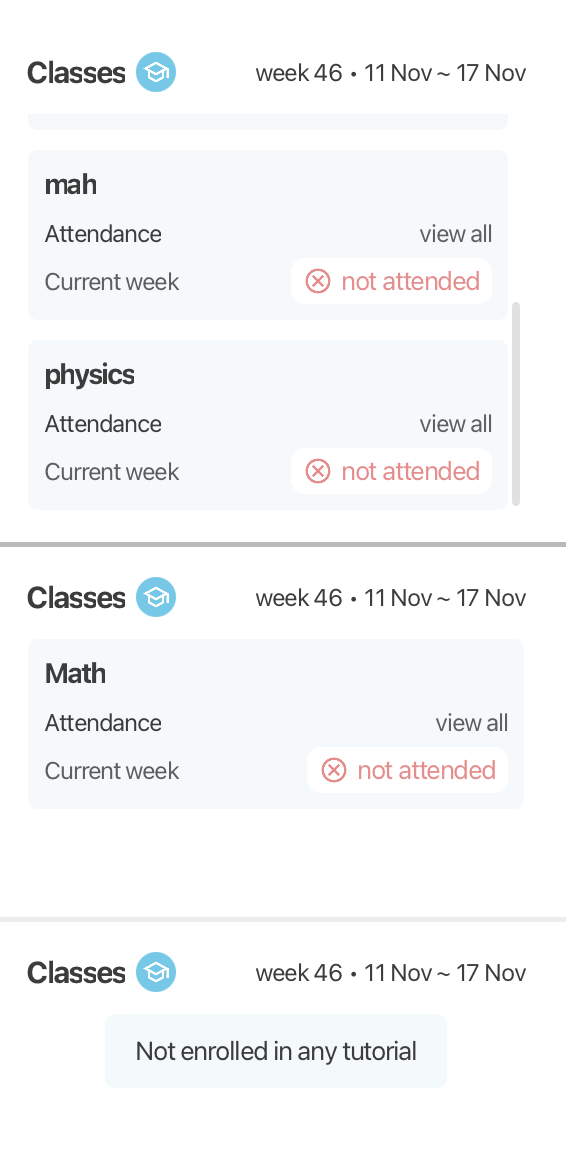 Classes week 46 • 11 Nov ~ 17 Nov
mah
Attendance view all
Current week not attended
physics
Attendance view all
Current week not attended
Classes week 46 • 11 Nov ~ 17 Nov
Math
Attendance view all
Current week not attended
Classes week 46 • 11 Nov ~ 17 Nov
Not enrolled in any tutorial